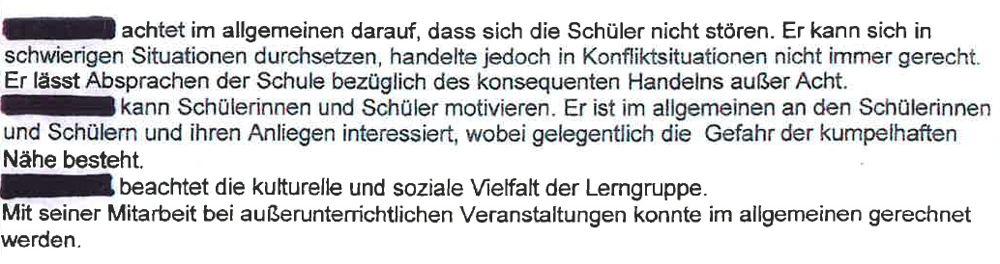 achtet im allgemeinen darauf, dass sich die Schüler nicht stören. Er kann sich in
schwierigen Situationen durchsetzen, handelte jedoch in Konfliktsituationen nicht immer gerecht.
Er lässt Absprachen der Schule bezüglich des konsequenten Handelns außer Acht.
kann Schülerinnen und Schüler motivieren. Er ist im allgemeinen an den Schülerinnen
und Schülern und ihren Anliegen interessiert, wobei gelegentlich die Gefahr der kumpelhaften
Nähe besteht.
beachtet die kulturelle und soziale Vielfalt der Lerngruppe.
Mit seiner Mitarbeit bei außerunterrichtlichen Veranstaltungen konnte im allgemeinen gerechnet
werden.